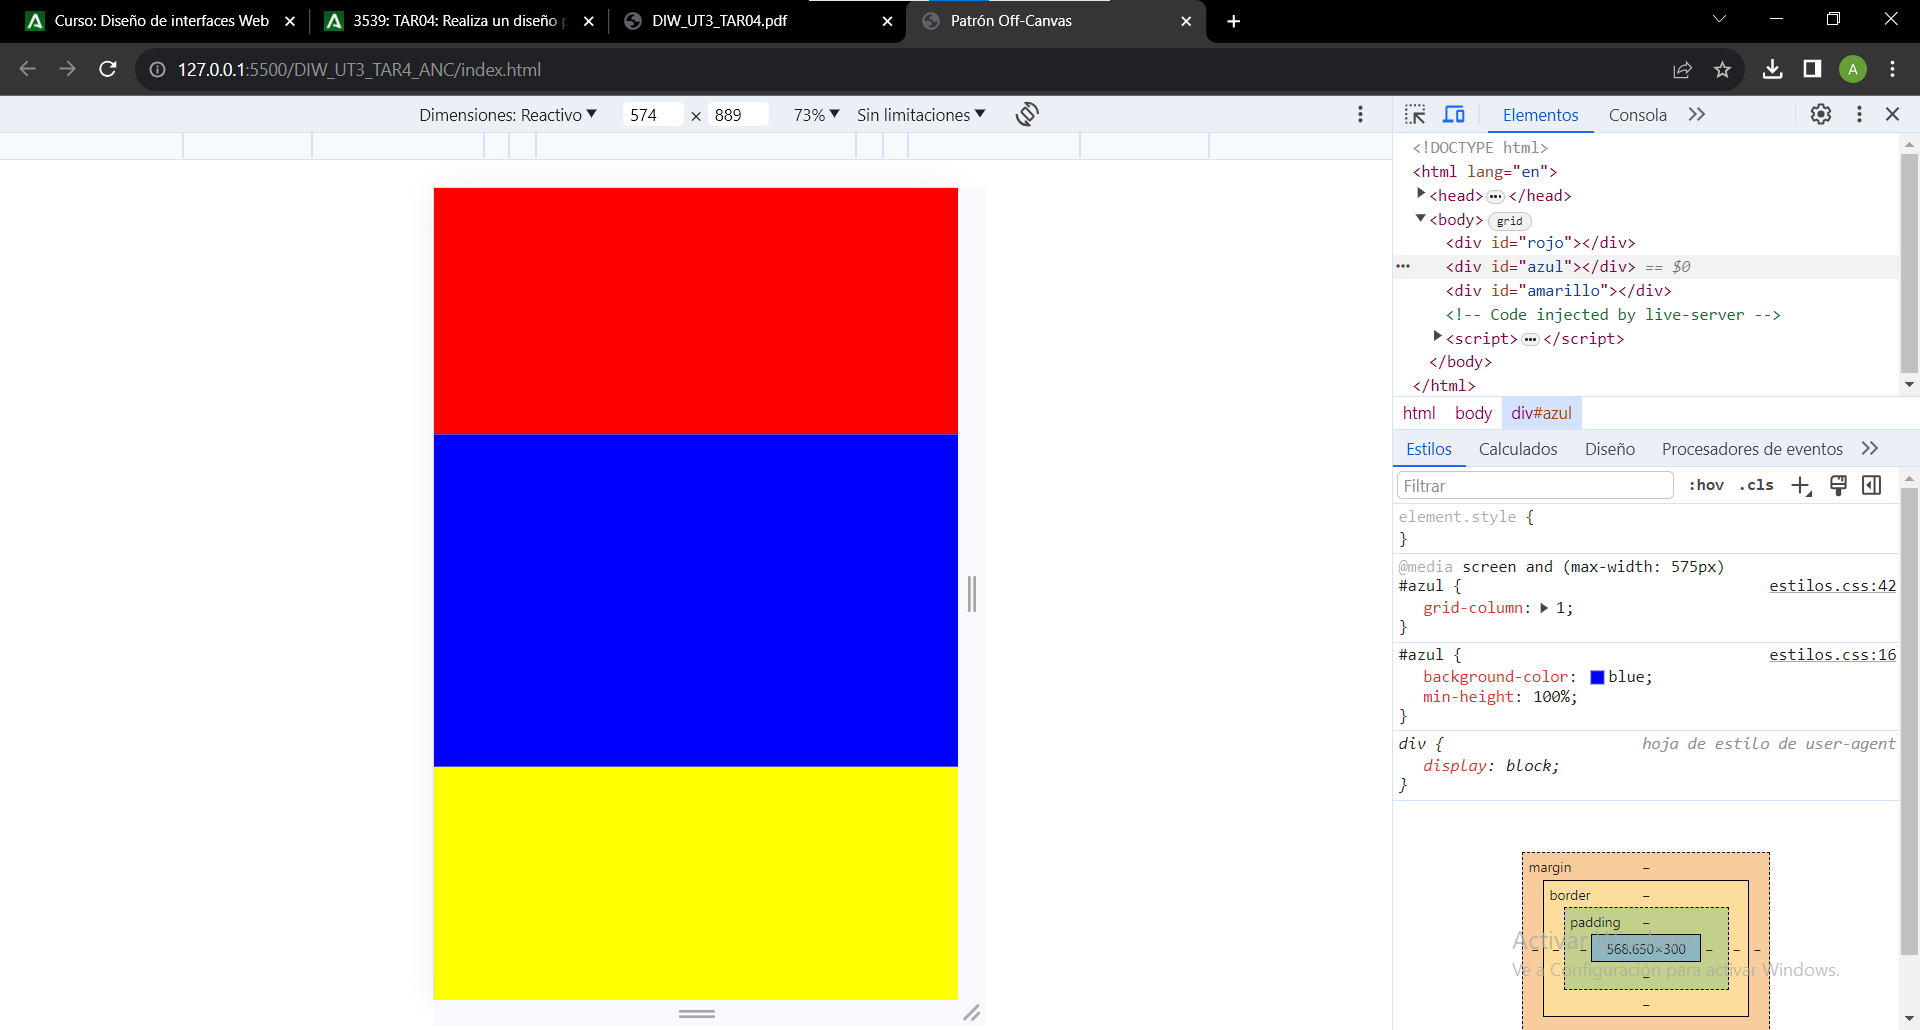 Curso: Diseño de interfaces Web
3539: TAR04: Realiza un diseño p
DIW_UT3_TAR04.pdf
Patrón Off-Canvas
127.0.0.1:5500/DIW_UT3_TAR4_ANC/index.html
A
Dimensiones: Reactivo 574 × 889 73% Sin limitaciones
Elementos Consola
<!DOCTYPE html>
<html lang="en">
<head> ••• </head>
<body> grid
<div id="rojo"></div>
••• <div id="azul"></div> == $0
<div id="amarillo"></div>
<!-- Code injected by live-server -->
<script> ••• </script>
</body>
</html>
html body div#azul
Estilos Calculados Diseño Procesadores de eventos
Filtrar :hov .cls
element.style {
}
@media screen and (max-width: 575px)
#azul { estilos.css:42
grid-column: 1;
}
#azul { estilos.css:16
background-color: blue;
min-height: 100%;
}
div { hoja de estilo de user-agent
display: block;
}
margin –
border –
padding –
– – – 568.650×300 – – –
–
–
Activar Windows
Ve a Configuración para activar Windows.